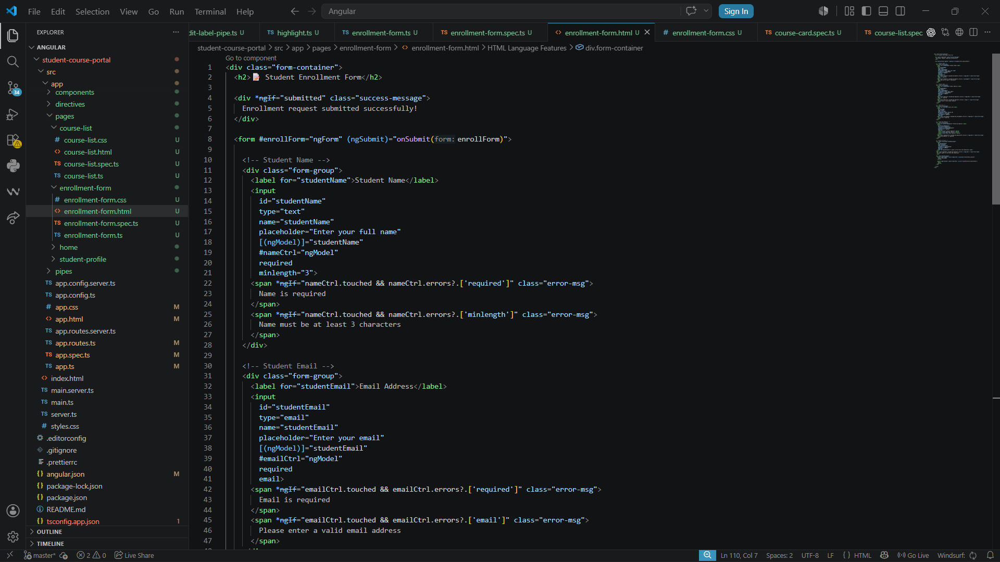 File Edit Selection View Go Run Terminal Help
Angular
Sign In
EXPLORER
ANGULAR
student-course-portal
src
app
components
directives
pages
course-list
# course-list.css U
<> course-list.html U
TS course-list.spec.ts U
TS course-list.ts U
enrollment-form
# enrollment-form.css U
<> enrollment-form.html U
TS enrollment-form.spec.ts U
TS enrollment-form.ts U
home
student-profile
pipes
TS app.config.server.ts
TS app.config.ts
# app.css M
<> app.html M
TS app.routes.server.ts
TS app.routes.ts M
TS app.spec.ts M
TS app.ts M
<> index.html
TS main.server.ts
TS main.ts
TS server.ts
# styles.css
.editorconfig
.gitignore
.prettierrc
{} angular.json M
{} package-lock.json
{} package.json
README.md
{} tsconfig.app.json 1
OUTLINE
TIMELINE
34
dit-label-pipe.ts U
TS highlight.ts U
TS enrollment-form.ts U
TS enrollment-form.spec.ts U
<> enrollment-form.html U
# enrollment-form.css U
TS course-card.spec.ts U
TS course-list.spec
student-course-portal > src > app > pages > enrollment-form > <> enrollment-form.html > HTML Language Features > div.form-container
Go to component
1 <div class="form-container">
2 <h2>📝 Student Enrollment Form</h2>
3
4 <div *ngIf="submitted" class="success-message">
5 Enrollment request submitted successfully!
6 </div>
7
8 <form #enrollForm="ngForm" (ngSubmit)="onSubmit(form: enrollForm)">
9
10 <!-- Student Name -->
11 <div class="form-group">
12 <label for="studentName">Student Name</label>
13 <input
14 id="studentName"
15 type="text"
16 name="studentName"
17 placeholder="Enter your full name"
18 [(ngModel)]="studentName"
19 #nameCtrl="ngModel"
20 required
21 minlength="3">
22 <span *ngIf="nameCtrl.touched && nameCtrl.errors?.['required']" class="error-msg">
23 Name is required
24 </span>
25 <span *ngIf="nameCtrl.touched && nameCtrl.errors?.['minlength']" class="error-msg">
26 Name must be at least 3 characters
27 </span>
28 </div>
29
30 <!-- Student Email -->
31 <div class="form-group">
32 <label for="studentEmail">Email Address</label>
33 <input
34 id="studentEmail"
35 type="email"
36 name="studentEmail"
37 placeholder="Enter your email"
38 [(ngModel)]="studentEmail"
39 #emailCtrl="ngModel"
40 required
41 email>
42 <span *ngIf="emailCtrl.touched && emailCtrl.errors?.['required']" class="error-msg">
43 Email is required
44 </span>
45 <span *ngIf="emailCtrl.touched && emailCtrl.errors?.['email']" class="error-msg">
46 Please enter a valid email address
47 </span>
master* 2 0 Live Share
Ln 110, Col 7 Spaces: 2 UTF-8 LF {} HTML Go Live Windsurf: